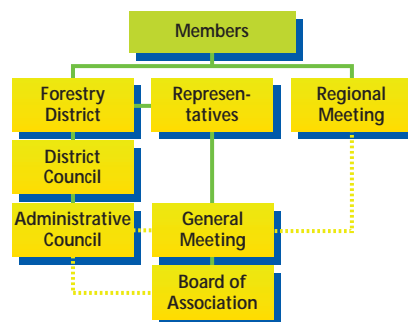 Members
Forestry
District
Represen-
tatives
Regional
Meeting
District
Council
Administrative
Council
General
Meeting
Board of
Association